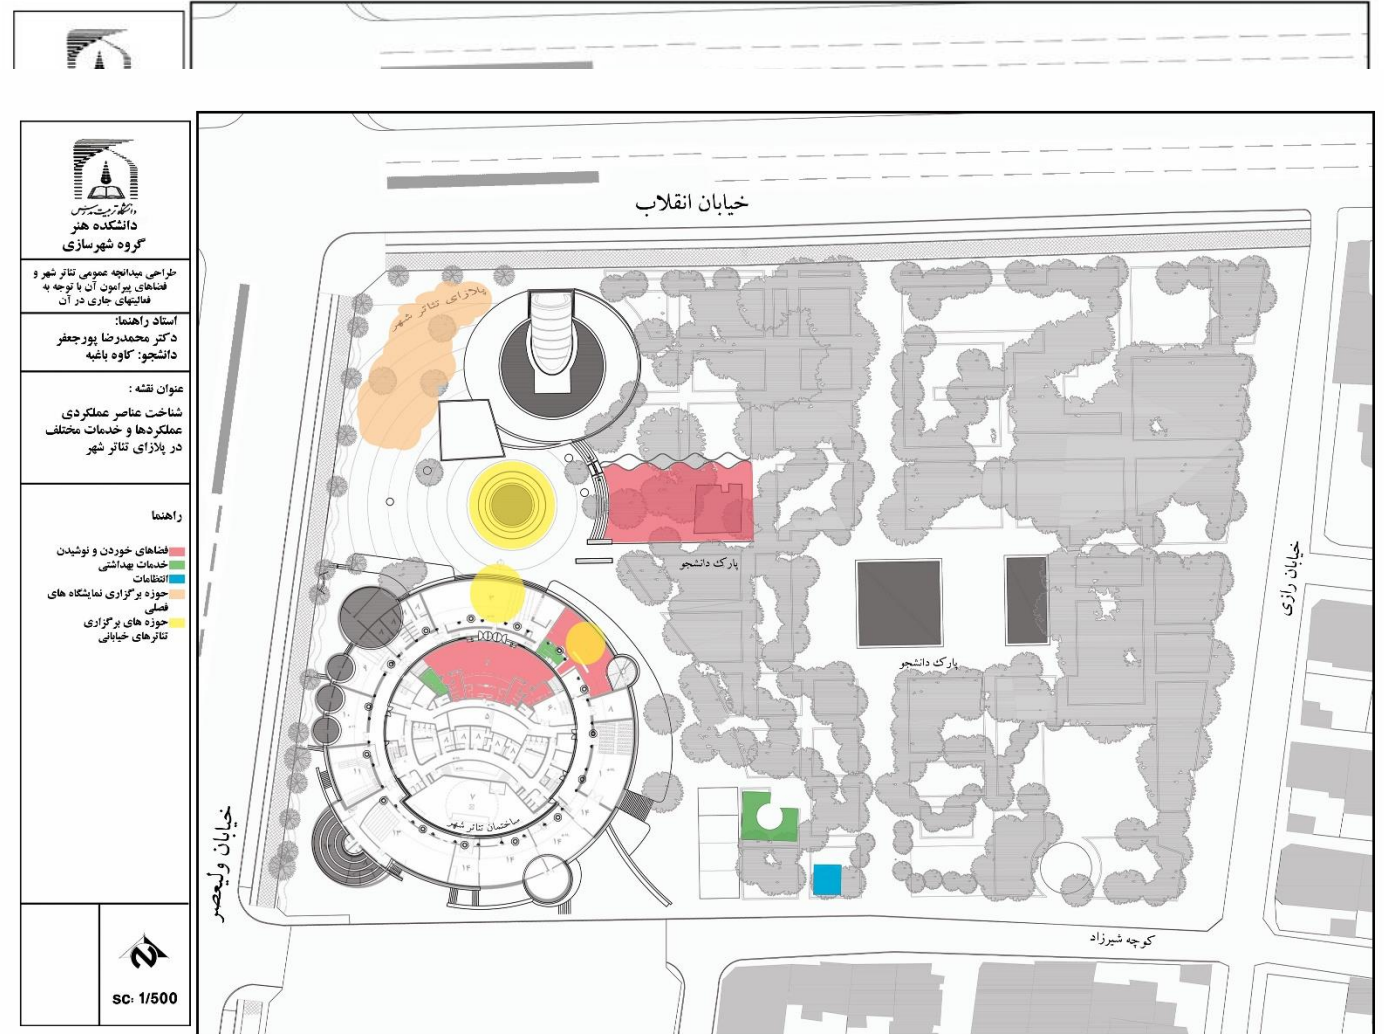 دانشگاه تربیت مدرس
دانشکده هنر
گروه شهرسازی
طراحی میدانچه عمومی تئاتر شهر و
فضاهای پیرامون آن با توجه به
فعالیتهای جاری در آن
استاد راهنما:
دکتر محمدرضا پورجعفر
دانشجو: کاوه باغبه
عنوان نقشه :
شناخت عناصر عملکردی
عملکردها و خدمات مختلف
در پلازای تئاتر شهر
راهنما
فضاهای خوردن و نوشیدن
خدمات بهداشتی
انتظامات
حوزه برگزاری نمایشگاه های
فصلی
حوزه های برگزاری
تئاترهای خیابانی
sc: 1/500
خیابان انقلاب
پلازای تئاتر شهر
پارک دانشجو
خیابان رازی
پارک دانشجو
ساختمان تئاتر شهر
خیابان ولیعصر
کوچه شیرزاد